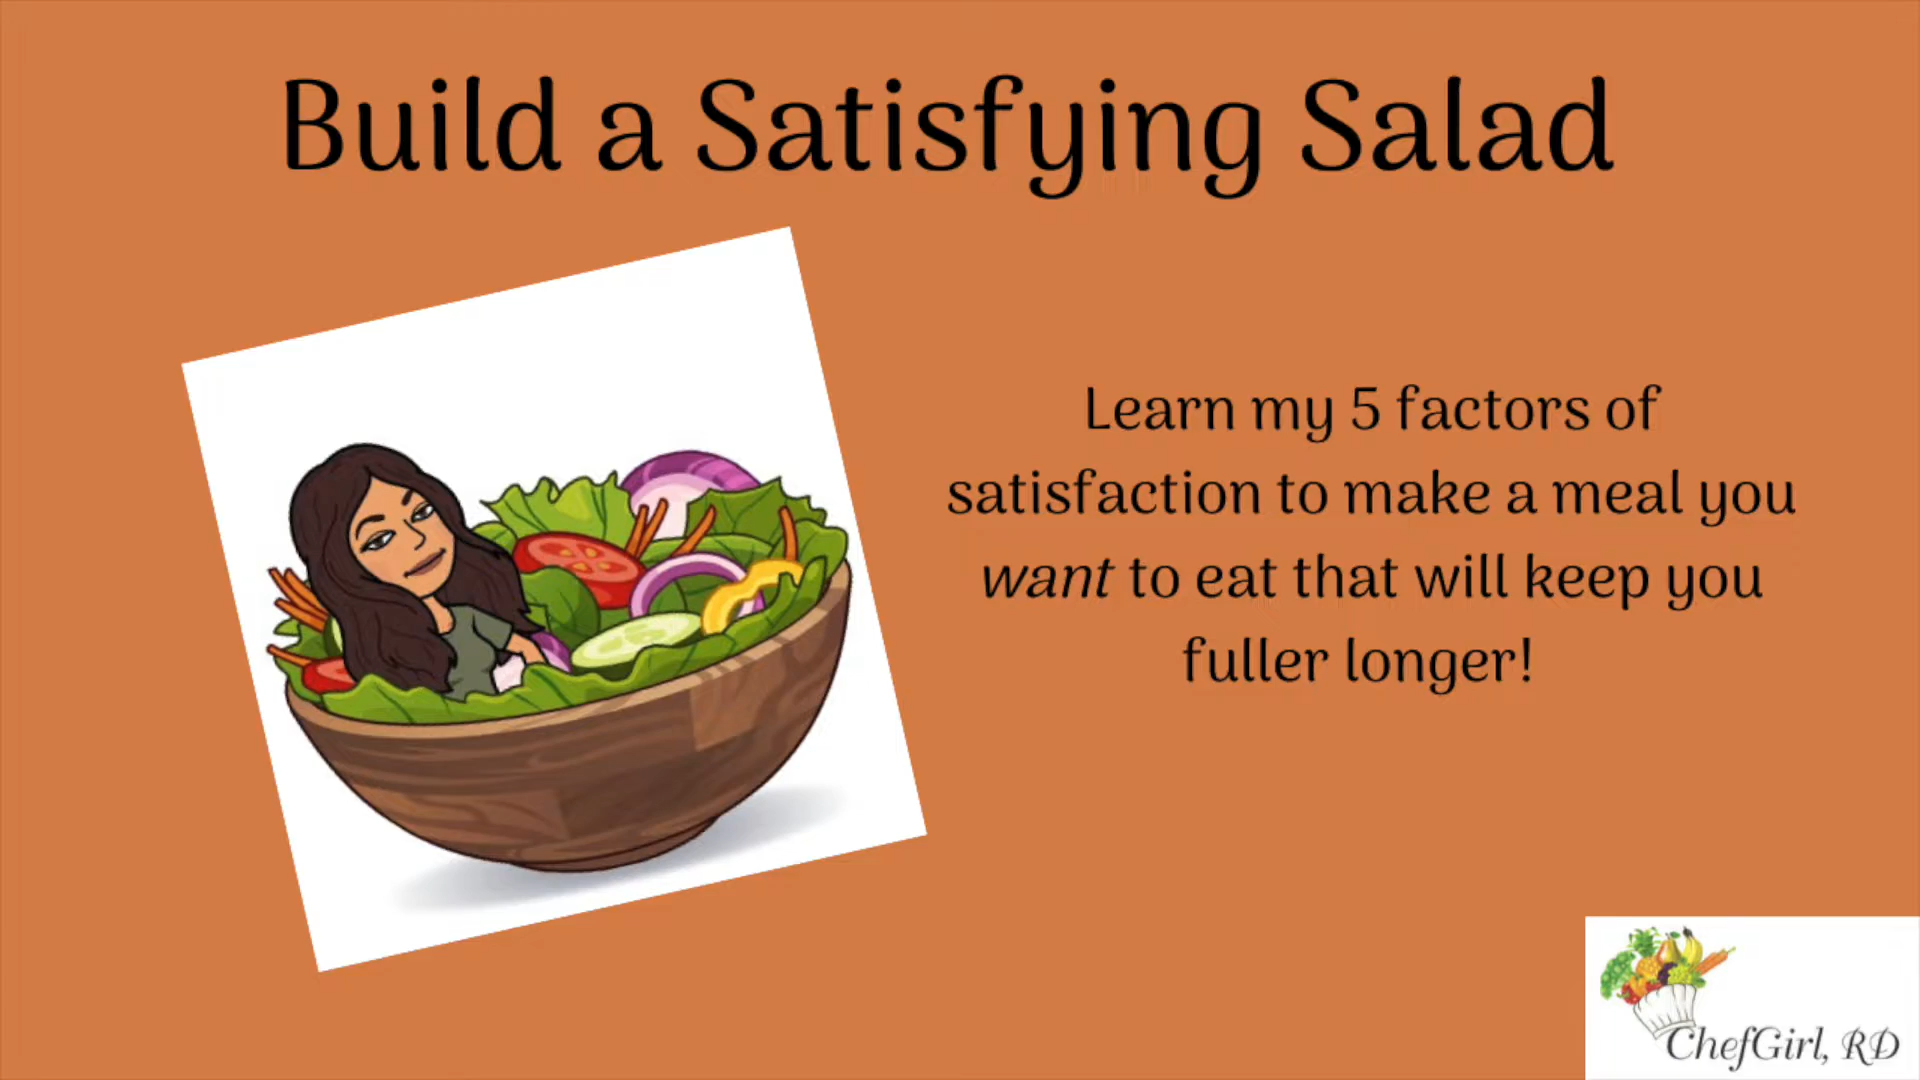 Build a Satisfying Salad
Learn my 5 factors of
satisfaction to make a meal you
want to eat that will keep you
fuller longer!
ChefGirl, RD